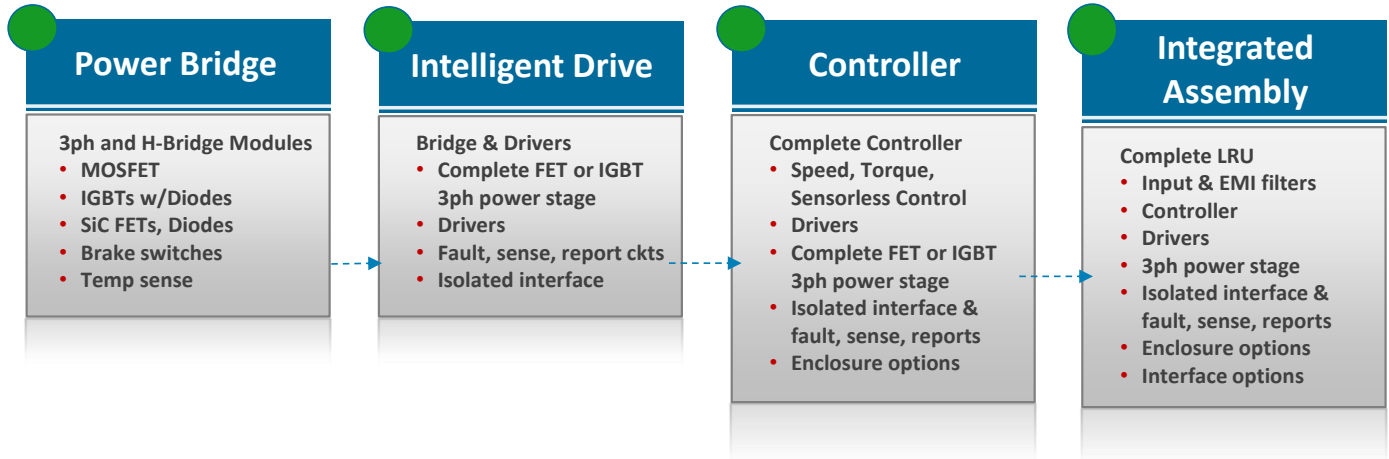 Power Bridge
3ph and H-Bridge Modules
• MOSFET
• IGBTs w/Diodes
• SiC FETs, Diodes
• Brake switches
• Temp sense
Intelligent Drive
Bridge & Drivers
• Complete FET or IGBT
3ph power stage
• Drivers
• Fault, sense, report ckts
• Isolated interface
Controller
Complete Controller
• Speed, Torque,
Sensorless Control
• Drivers
• Complete FET or IGBT
3ph power stage
• Isolated interface &
fault, sense, reports
• Enclosure options
Integrated
Assembly
Complete LRU
• Input & EMI filters
• Controller
• Drivers
• 3ph power stage
• Isolated interface &
fault, sense, reports
• Enclosure options
• Interface options